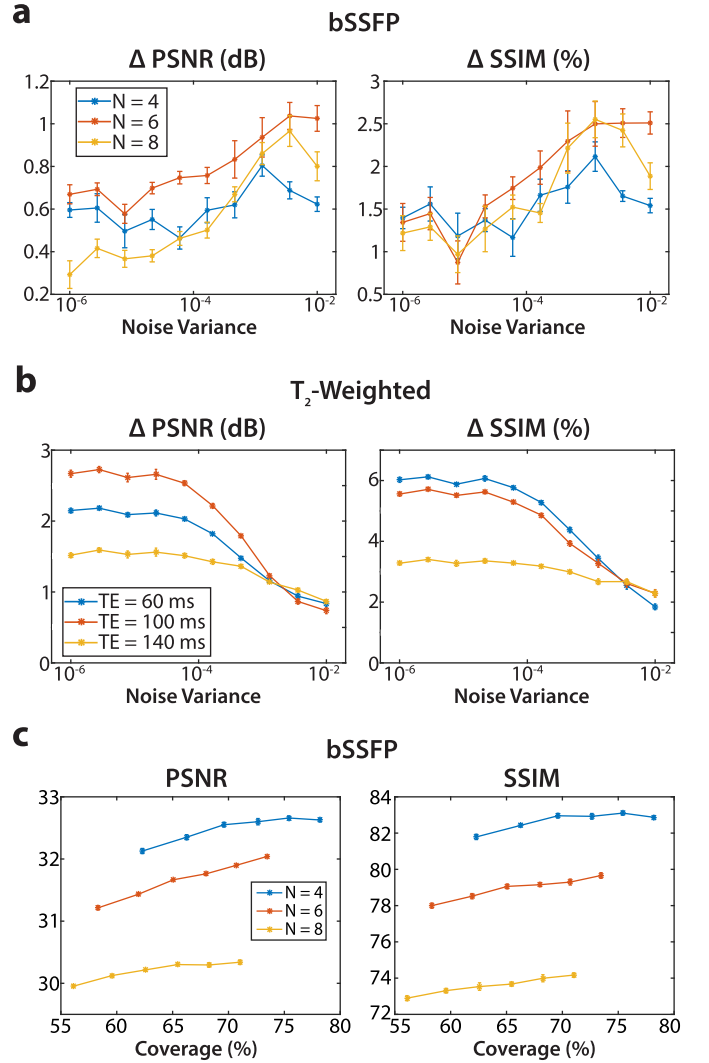 a
bSSFP
Δ PSNR (dB)
Δ SSIM (%)
1.2
1
0.8
0.6
0.4
0.2
N = 4
N = 6
N = 8
10-6
10-4
10-2
Noise Variance
3
2.5
2
1.5
1
0.5
10-6
10-4
10-2
Noise Variance
b
T2-Weighted
Δ PSNR (dB)
Δ SSIM (%)
3
2
1
0
TE = 60 ms
TE = 100 ms
TE = 140 ms
10-6
10-4
10-2
Noise Variance
6
4
2
0
10-6
10-4
10-2
Noise Variance
c
bSSFP
PSNR
SSIM
33
32
31
30
N = 4
N = 6
N = 8
55
60
65
70
75
80
Coverage (%)
84
82
80
78
76
74
72
55
60
65
70
75
80
Coverage (%)